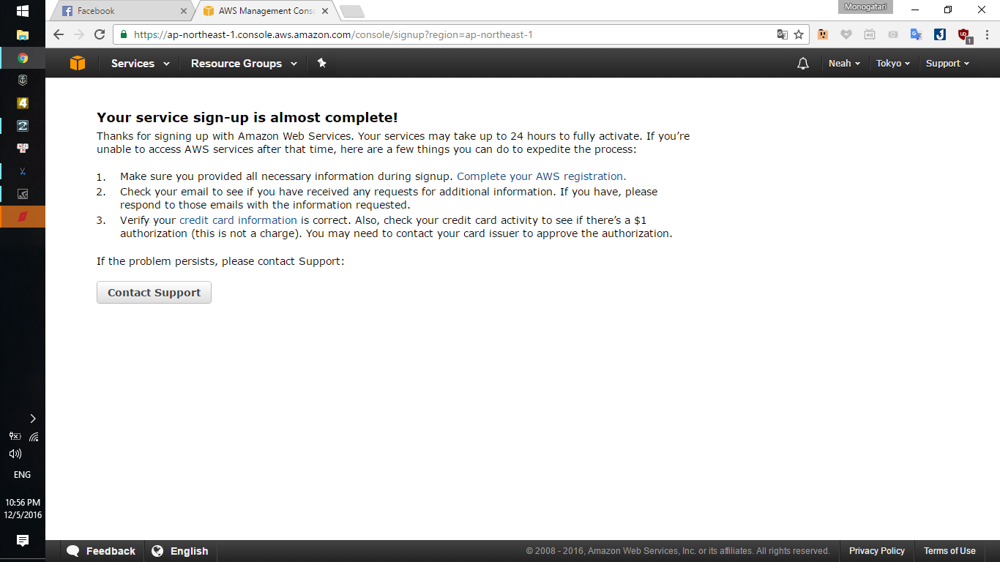 Monogatari
Facebook
AWS Management Conso
https://ap-northeast-1.console.aws.amazon.com/console/signup?region=ap-northeast-1
1
Services
Resource Groups
Neah
Tokyo
Support
Your service sign-up is almost complete!
Thanks for signing up with Amazon Web Services. Your services may take up to 24 hours to fully activate. If you’re
unable to access AWS services after that time, here are a few things you can do to expedite the process:
1. Make sure you provided all necessary information during signup. Complete your AWS registration.
2. Check your email to see if you have received any requests for additional information. If you have, please
respond to those emails with the information requested.
3. Verify your credit card information is correct. Also, check your credit card activity to see if there’s a $1
authorization (this is not a charge). You may need to contact your card issuer to approve the authorization.
If the problem persists, please contact Support:
Contact Support
ENG
10:56 PM
12/5/2016
Feedback
English
© 2008 - 2016, Amazon Web Services, Inc. or its affiliates. All rights reserved.
Privacy Policy
Terms of Use